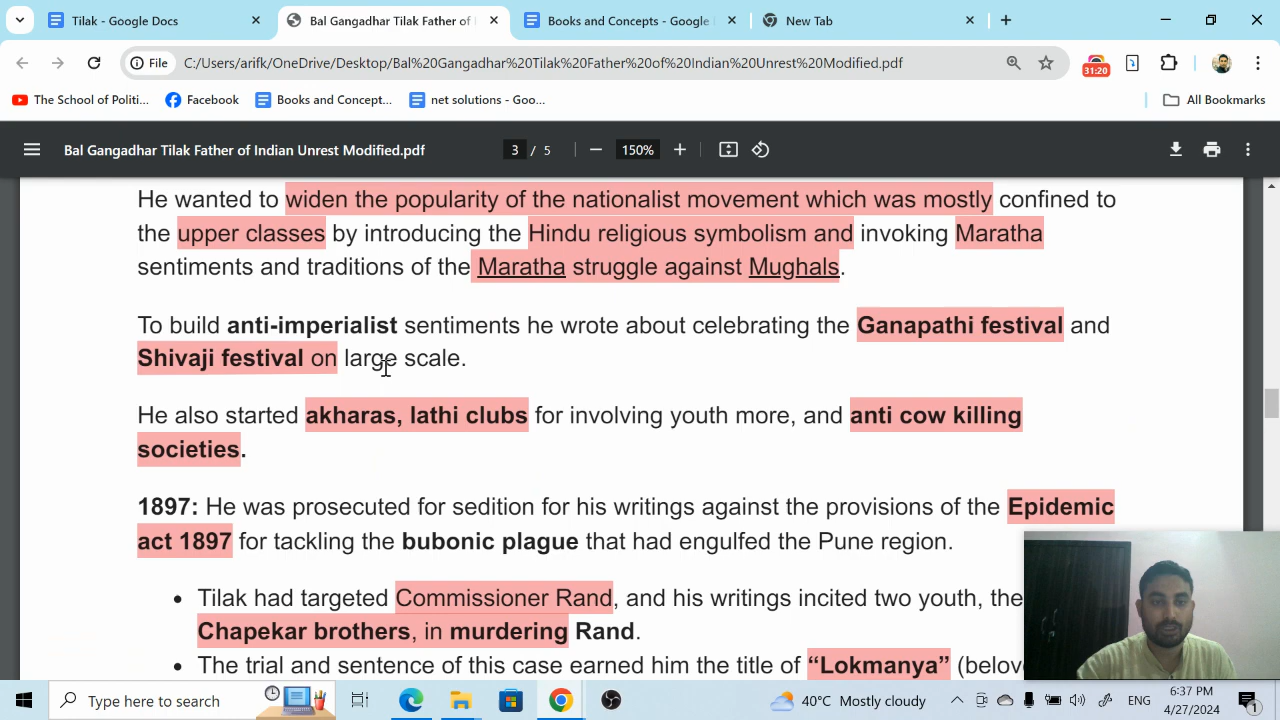 Tilak - Google Docs
Bal Gangadhar Tilak Father of I
Books and Concepts - Google
New Tab
File
C:/Users/arifk/OneDrive/Desktop/Bal%20Gangadhar%20Tilak%20Father%20of%20Indian%20Unrest%20Modified.pdf
31:20
The School of Politi...
Facebook
Books and Concept...
net solutions - Goo...
All Bookmarks
Bal Gangadhar Tilak Father of Indian Unrest Modified.pdf
3 / 5
150%
He wanted to widen the popularity of the nationalist movement which was mostly confined to
the upper classes by introducing the Hindu religious symbolism and invoking Maratha
sentiments and traditions of the Maratha struggle against Mughals.
To build anti-imperialist sentiments he wrote about celebrating the Ganapathi festival and
Shivaji festival on large scale.
He also started akharas, lathi clubs for involving youth more, and anti cow killing
societies.
1897: He was prosecuted for sedition for his writings against the provisions of the Epidemic
act 1897 for tackling the bubonic plague that had engulfed the Pune region.
• Tilak had targeted Commissioner Rand, and his writings incited two youth, the
Chapekar brothers, in murdering Rand.
• The trial and sentence of this case earned him the title of “Lokmanya” (belov
Type here to search
40°C Mostly cloudy
ENG
6:37 PM
4/27/2024
1